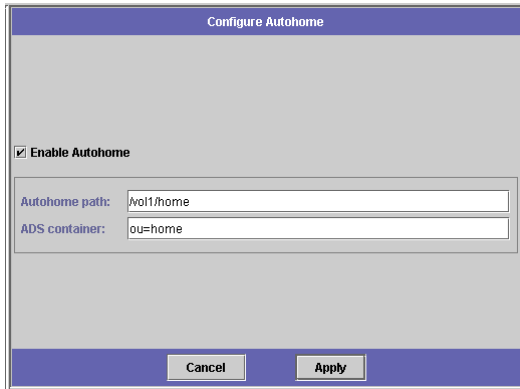 Configure Autohome
Enable Autohome
Autohome path: /vol1/home
ADS container: ou=home
Cancel Apply